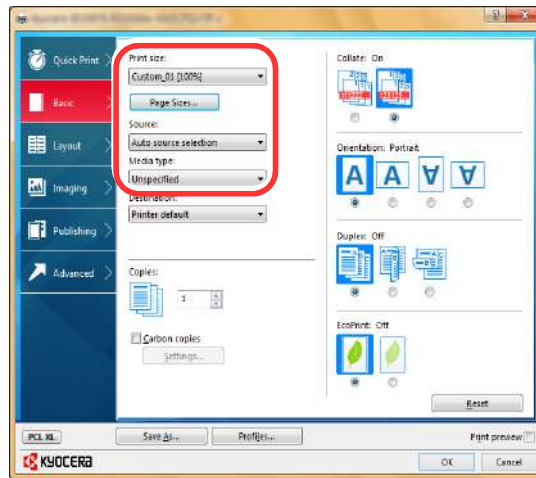 Quick Print
Basic
Layout
Imaging
Publishing
Advanced
Print size:
Custom_01 [100%]
Page Sizes...
Source:
Auto source selection
Media type:
Unspecified
Destination:
Printer default
Copies:
1
Carbon copies
Settings...
Collate: On
Orientation: Portrait
A A A A
Duplex: Off
EcoPrint: Off
Reset
PCL XL
Save As...
Profiles...
Print preview
KYOCERA
OK
Cancel